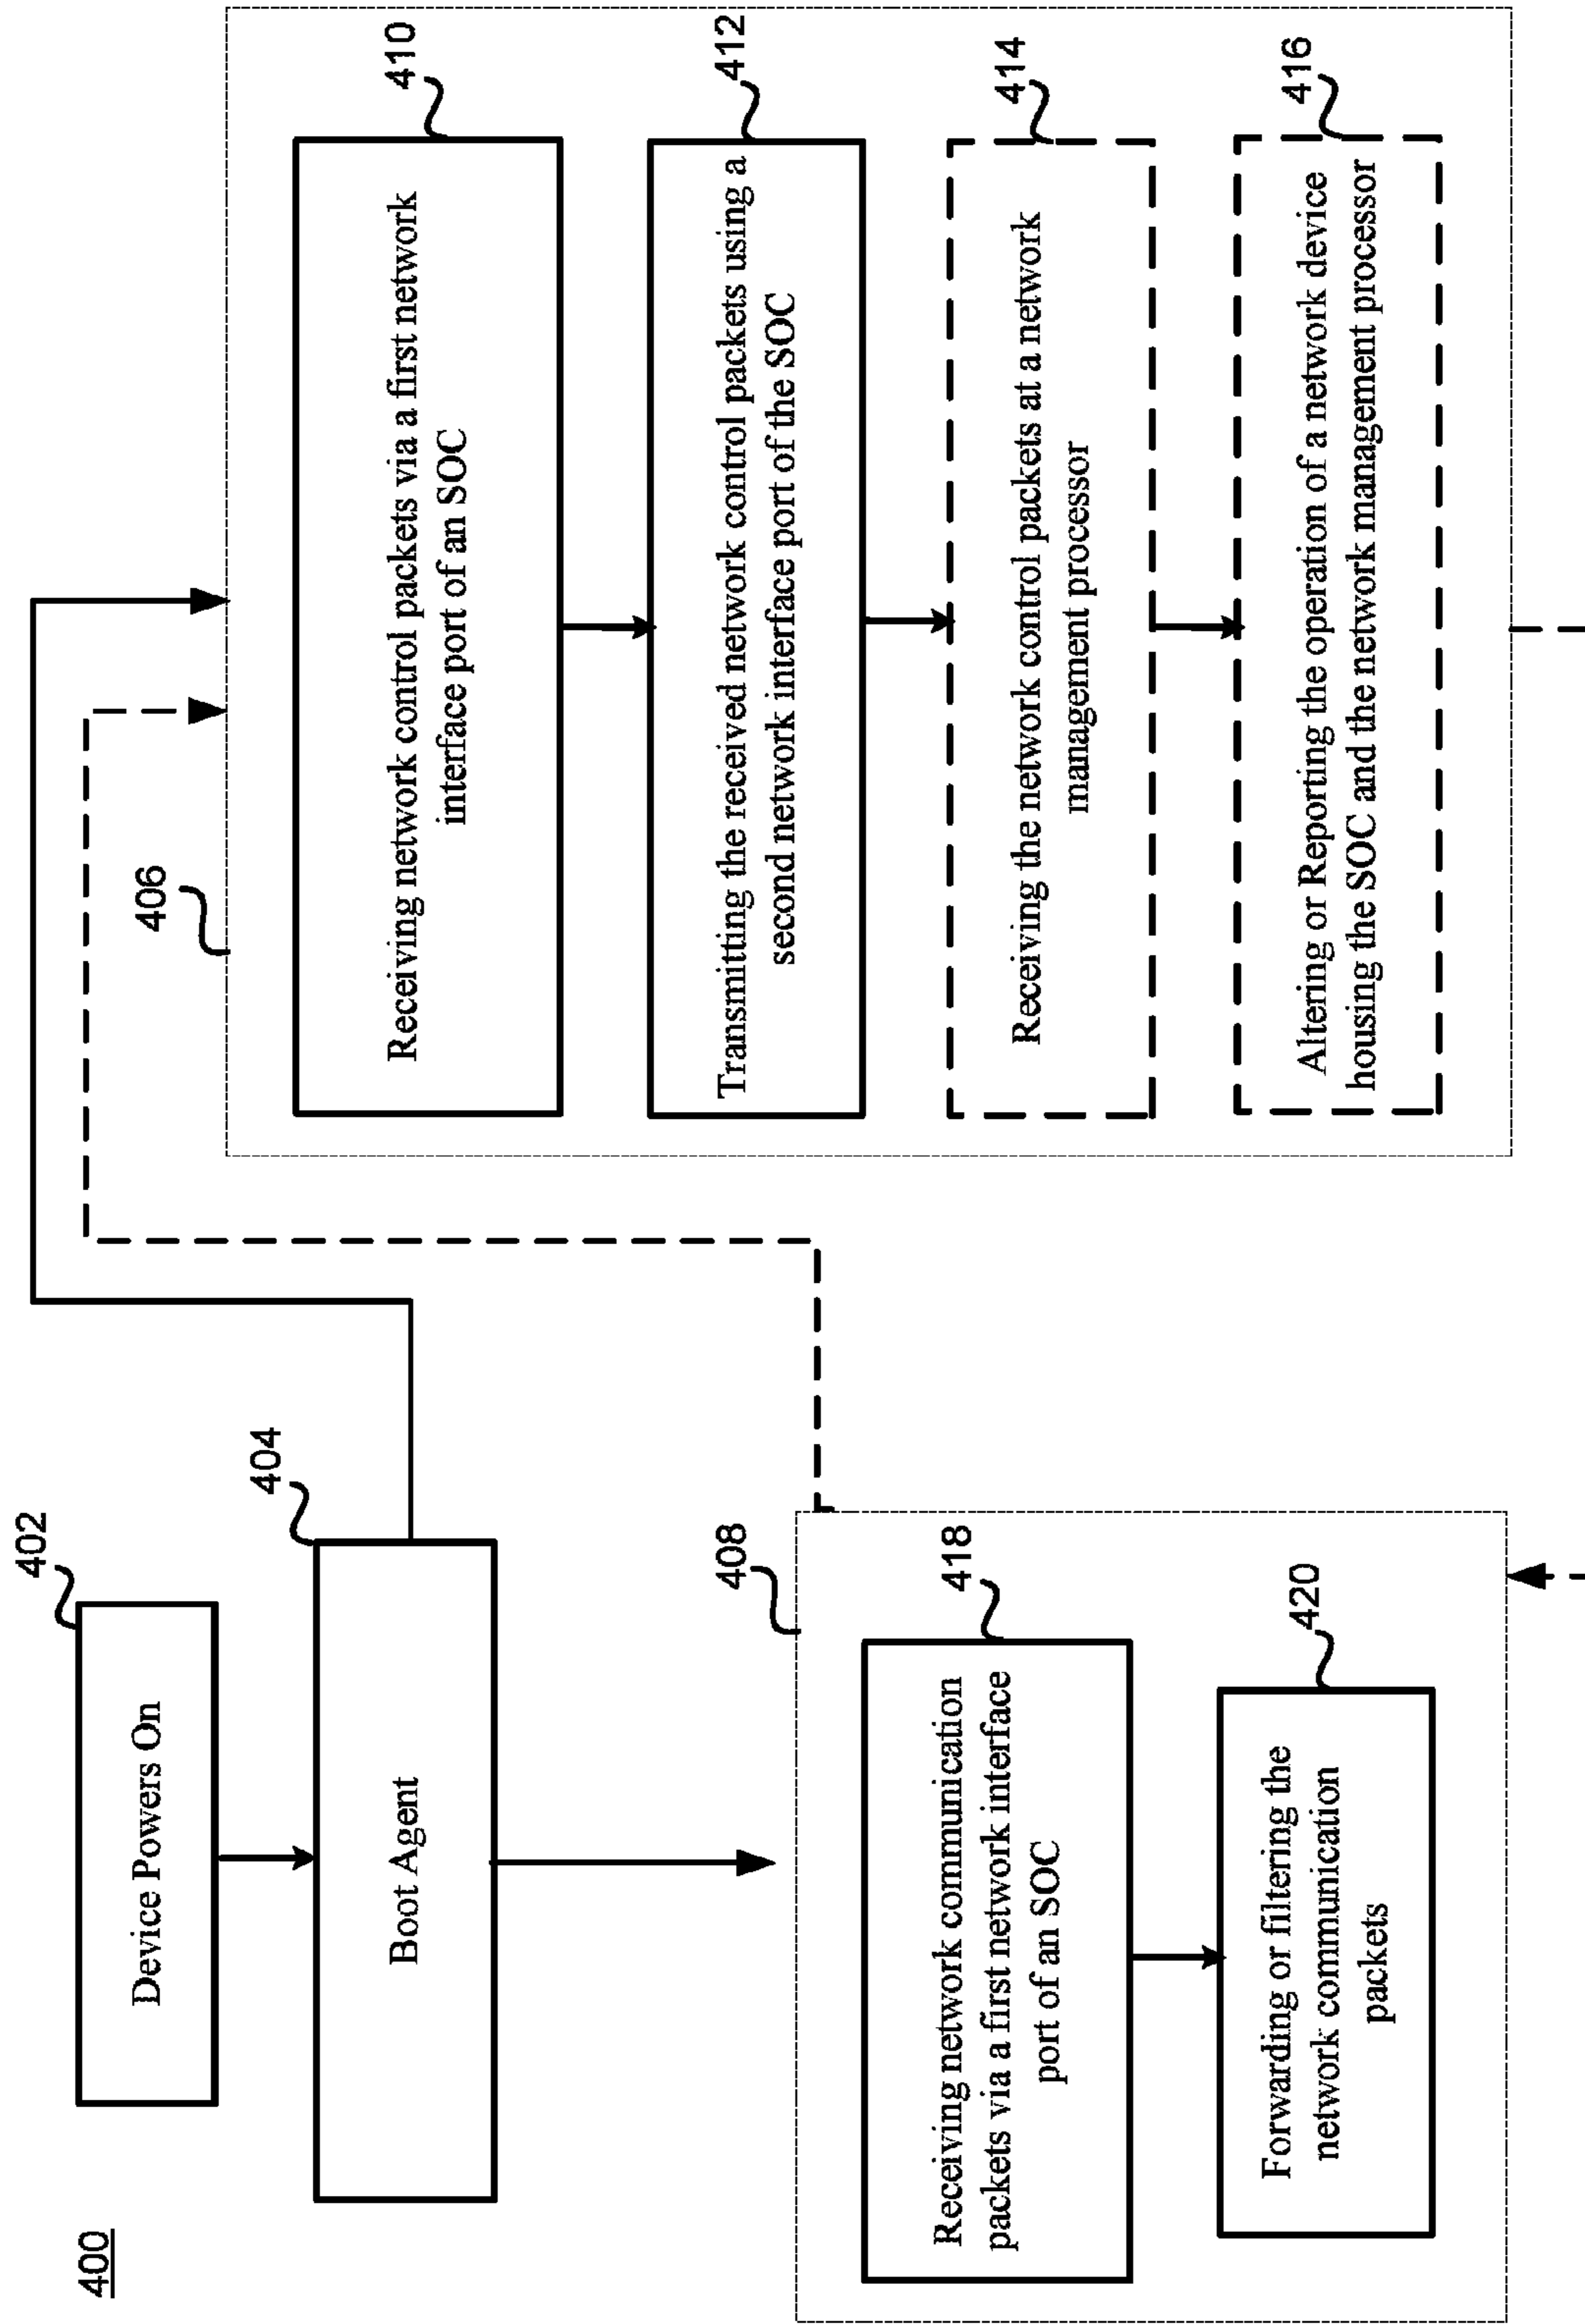 400
402
Device Powers On
404
Boot Agent
406
410
Receiving network control packets via a first network
interface port of an SOC
412
Transmitting the received network control packets using a
second network interface port of the SOC
414
Receiving the network control packets at a network
management processor
416
Altering or Reporting the operation of a network device
housing the SOC and the network management processor
408
418
Receiving network communication
packets via a first network interface
port of an SOC
420
Forwarding or filtering the
network communication
packets